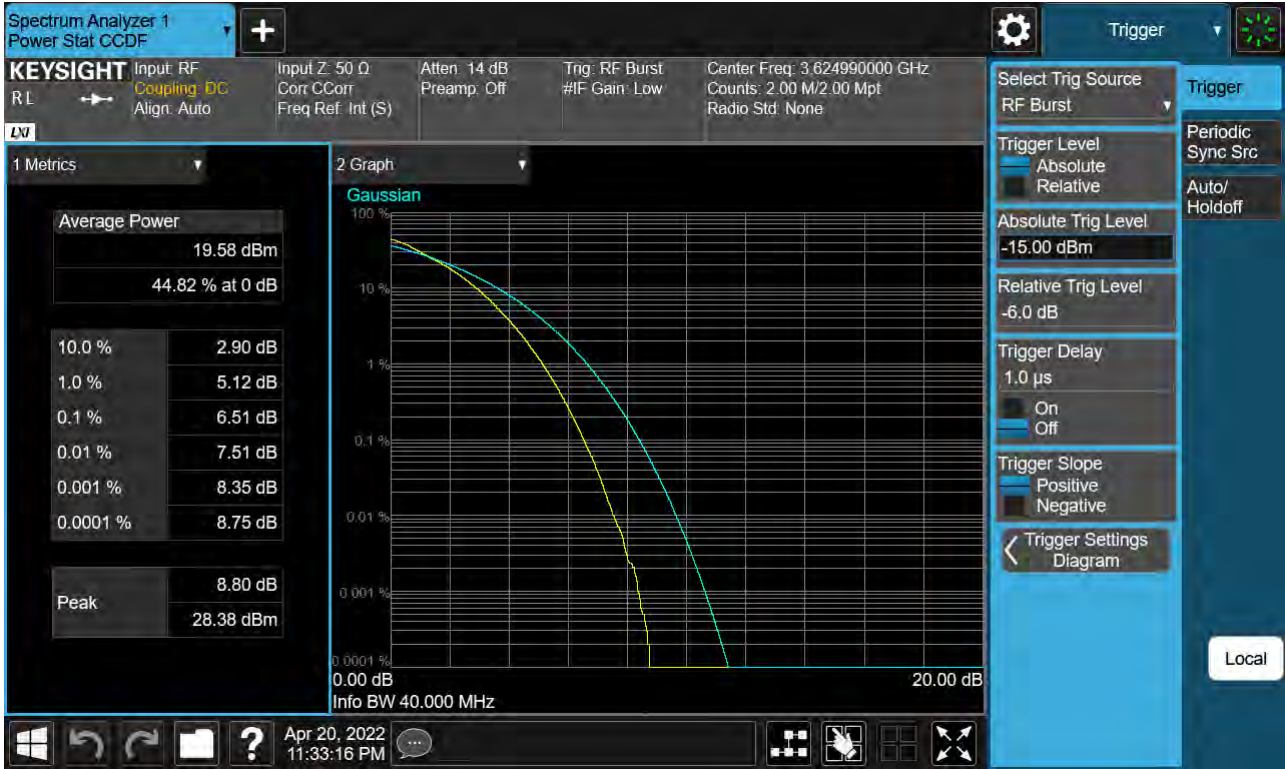 Spectrum Analyzer 1
Power Stat CCDF
+
Trigger
KEYSIGHT
R L
LXI
Input: RF
Coupling: DC
Align: Auto
Input Z: 50 Ω
Corr CCorr
Freq Ref: Int (S)
Atten: 14 dB
Preamp: Off
Trig: RF Burst
#IF Gain: Low
Center Freq: 3.624990000 GHz
Counts: 2.00 M/2.00 Mpt
Radio Std: None
1 Metrics
Average Power
19.58 dBm
44.82 % at 0 dB
10.0 % 2.90 dB
1.0 % 5.12 dB
0.1 % 6.51 dB
0.01 % 7.51 dB
0.001 % 8.35 dB
0.0001 % 8.75 dB
Peak
8.80 dB
28.38 dBm
2 Graph
Gaussian
100 %
10 %
1 %
0.1 %
0.01 %
0.001 %
0.0001 %
0.00 dB 20.00 dB
Info BW 40.000 MHz
Select Trig Source
RF Burst
Trigger Level
Absolute
Relative
Absolute Trig Level
-15.00 dBm
Relative Trig Level
-6.0 dB
Trigger Delay
1.0 µs
On
Off
Trigger Slope
Positive
Negative
Trigger Settings
Diagram
Trigger
Periodic
Sync Src
Auto/
Holdoff
Local
?
Apr 20, 2022
11:33:16 PM